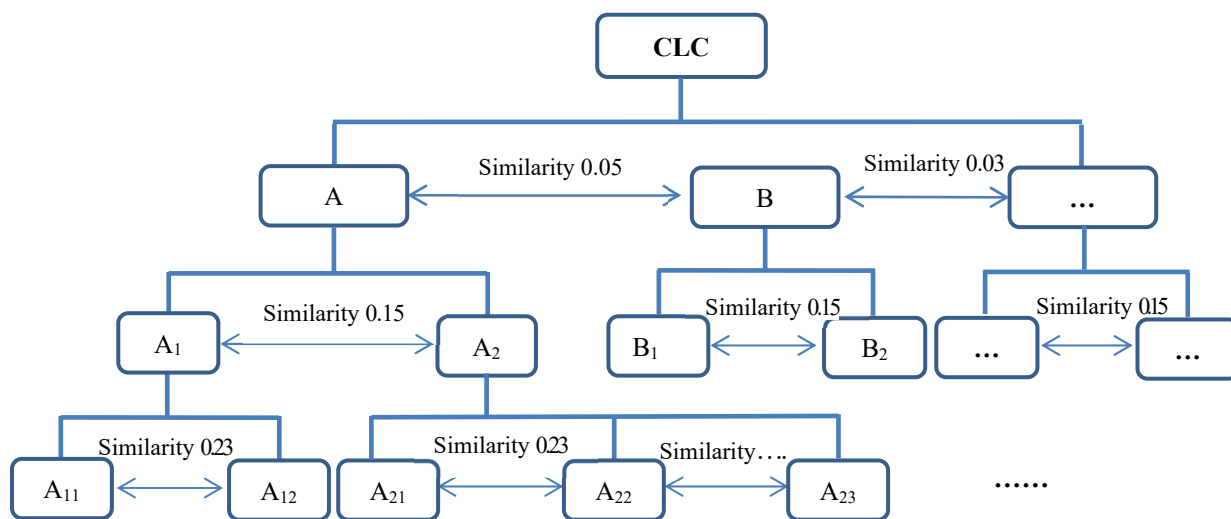 CLC
Similarity 0.05
Similarity 0.03
A
B
...
Similarity 0.15
Similarity 0.15
Similarity 0.15
A₁
A₂
B₁
B₂
...
...
Similarity 0.23
Similarity 0.23
Similarity....
A₁₁
A₁₂
A₂₁
A₂₂
A₂₃
......